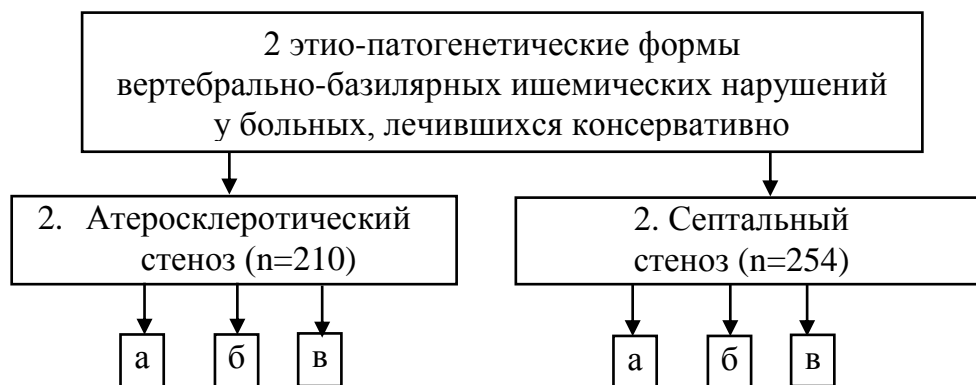 2 этио-патогенетические формы
вертебрально-базилярных ишемических нарушений
у больных, лечившихся консервативно
2. Атеросклеротический
стеноз (n=210)
2. Септальный
стеноз (n=254)
а б в
а б в